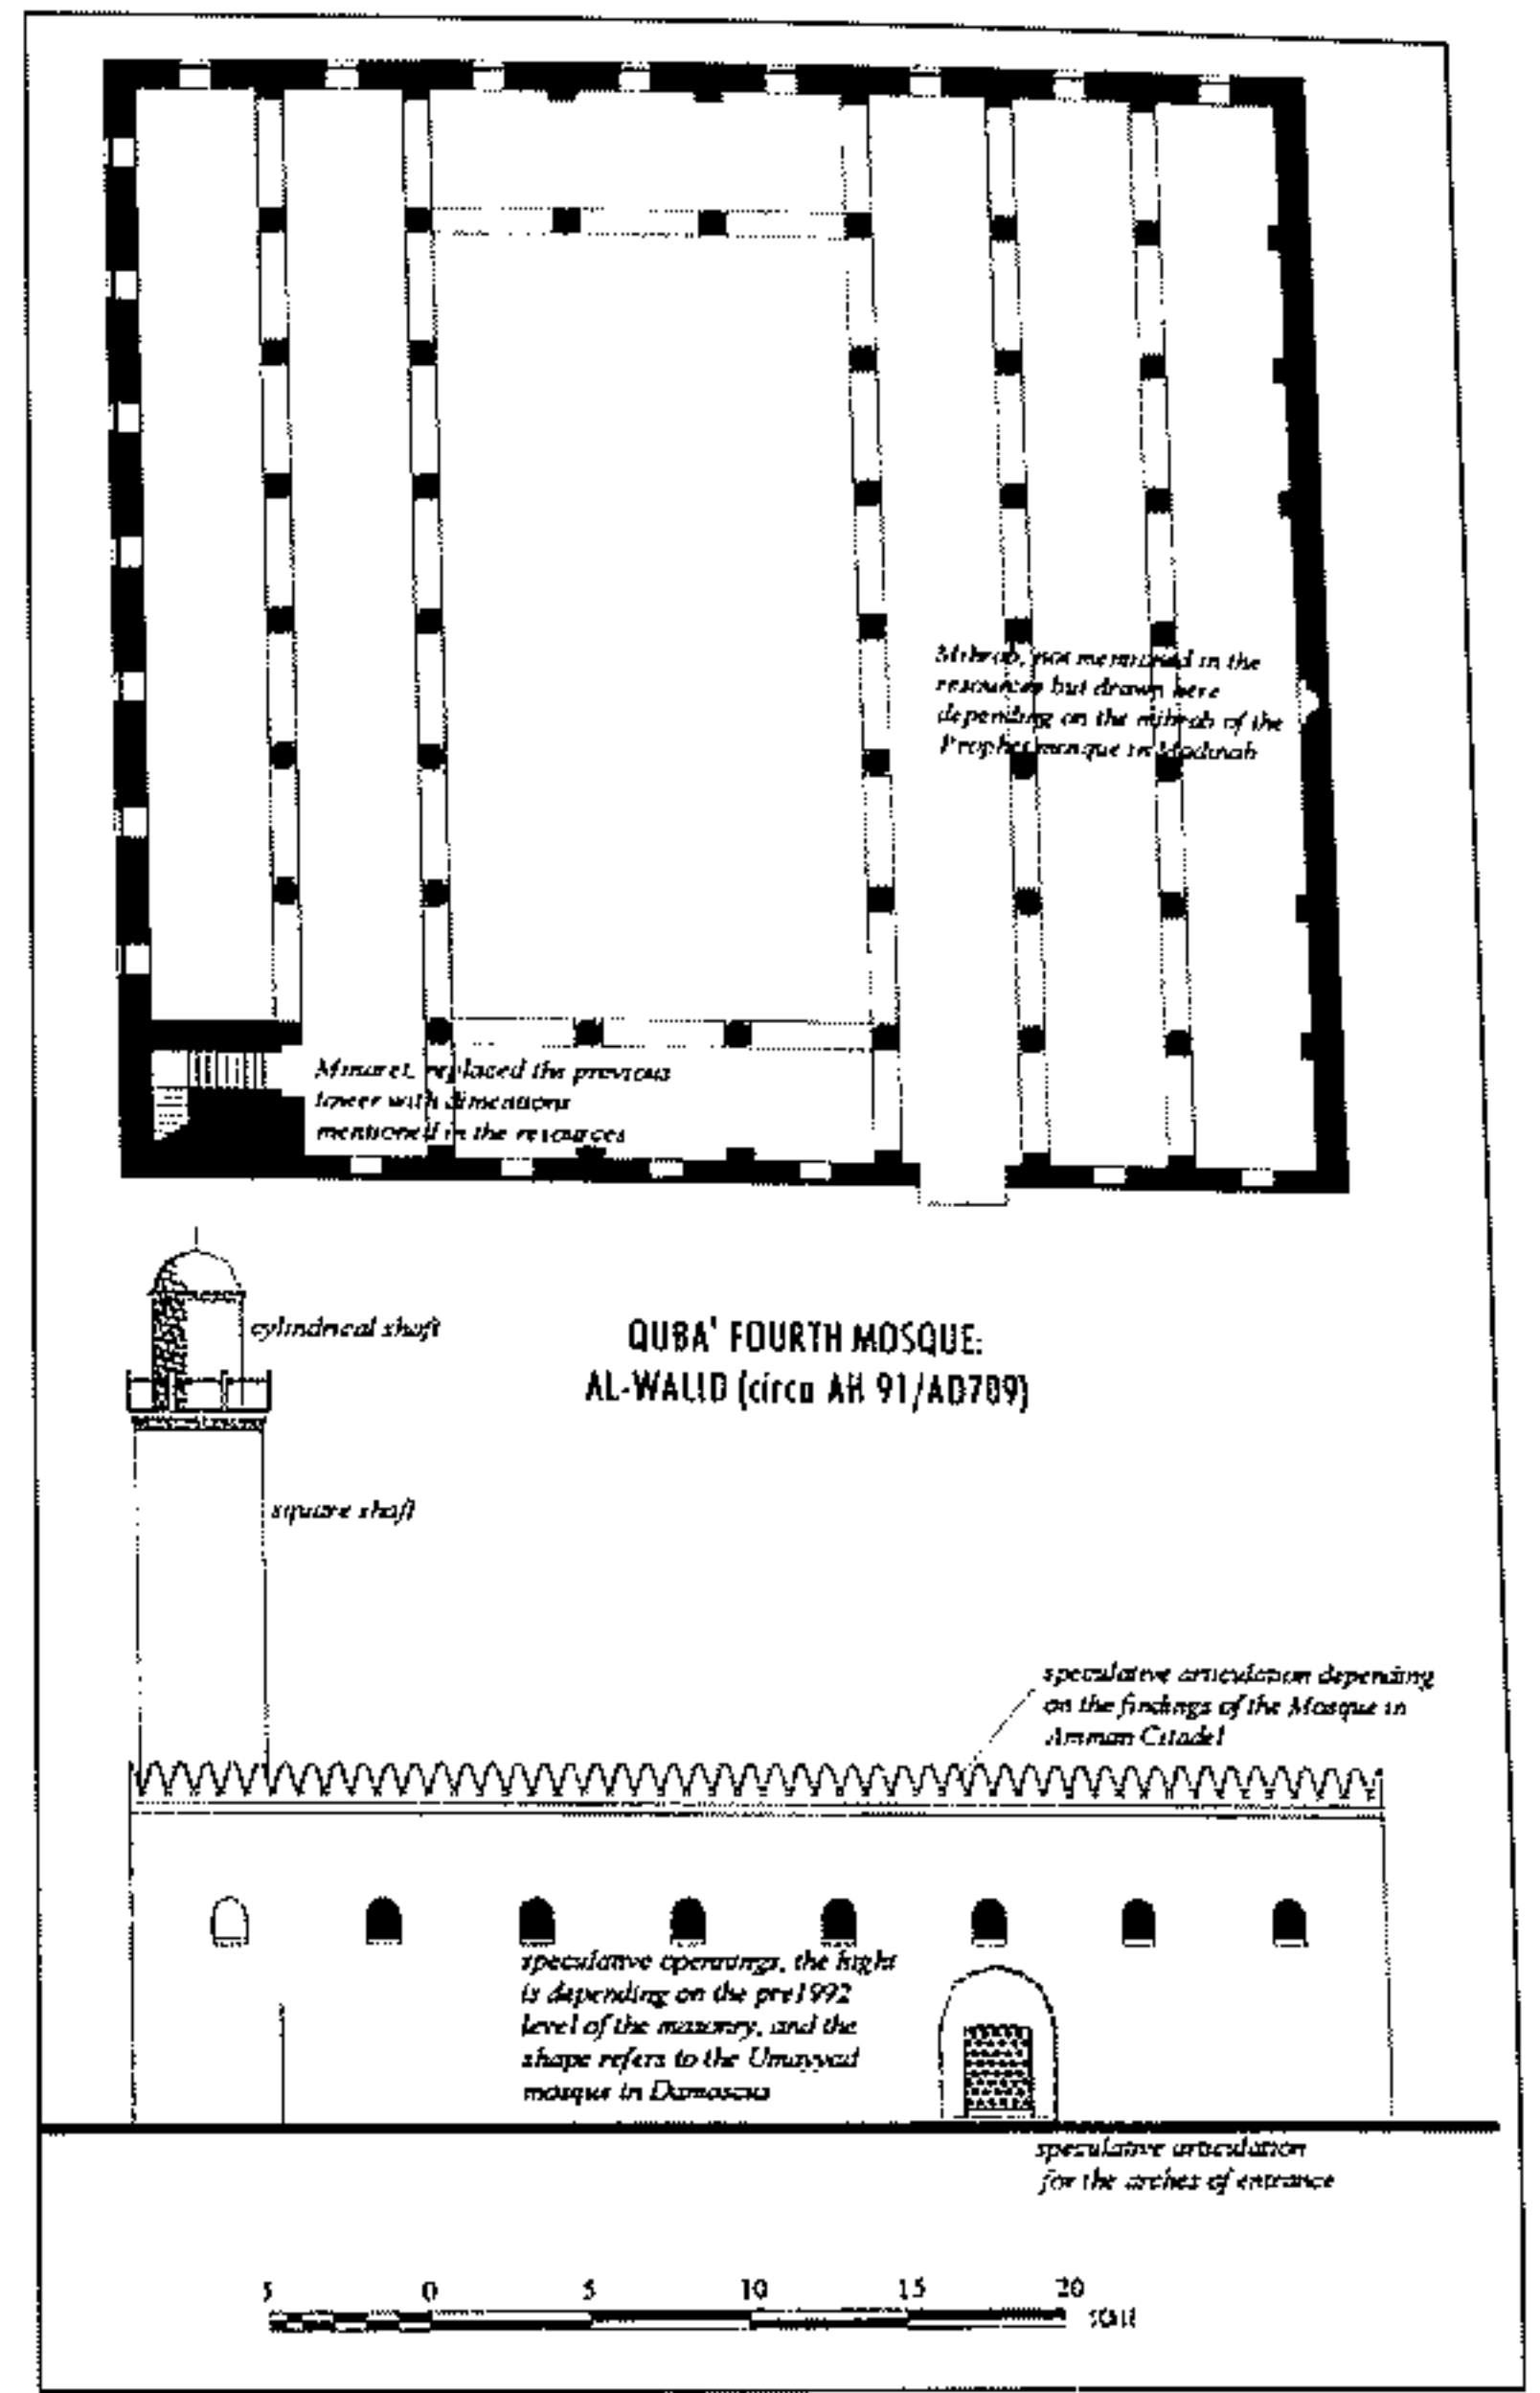 Mihrab, not mentioned in the
resources but drawn here
depending on the mihrab of the
Prophet mosque in Madinah
Minaret, replaced the previous
tower with dimentions
mentioned in the resources
cylindrical shaft
QUBA' FOURTH MOSQUE:
AL-WALID (circa AH 91/AD709)
square shaft
speculative articulation depending
on the findings of the Mosque in
Amman Citadel
speculative openings, the hight
is depending on the pre1992
level of the masonry, and the
shape refers to the Umayyad
mosque in Damascus
speculative articulation
for the arches of entrance
5 0 5 10 15 20
SCALE